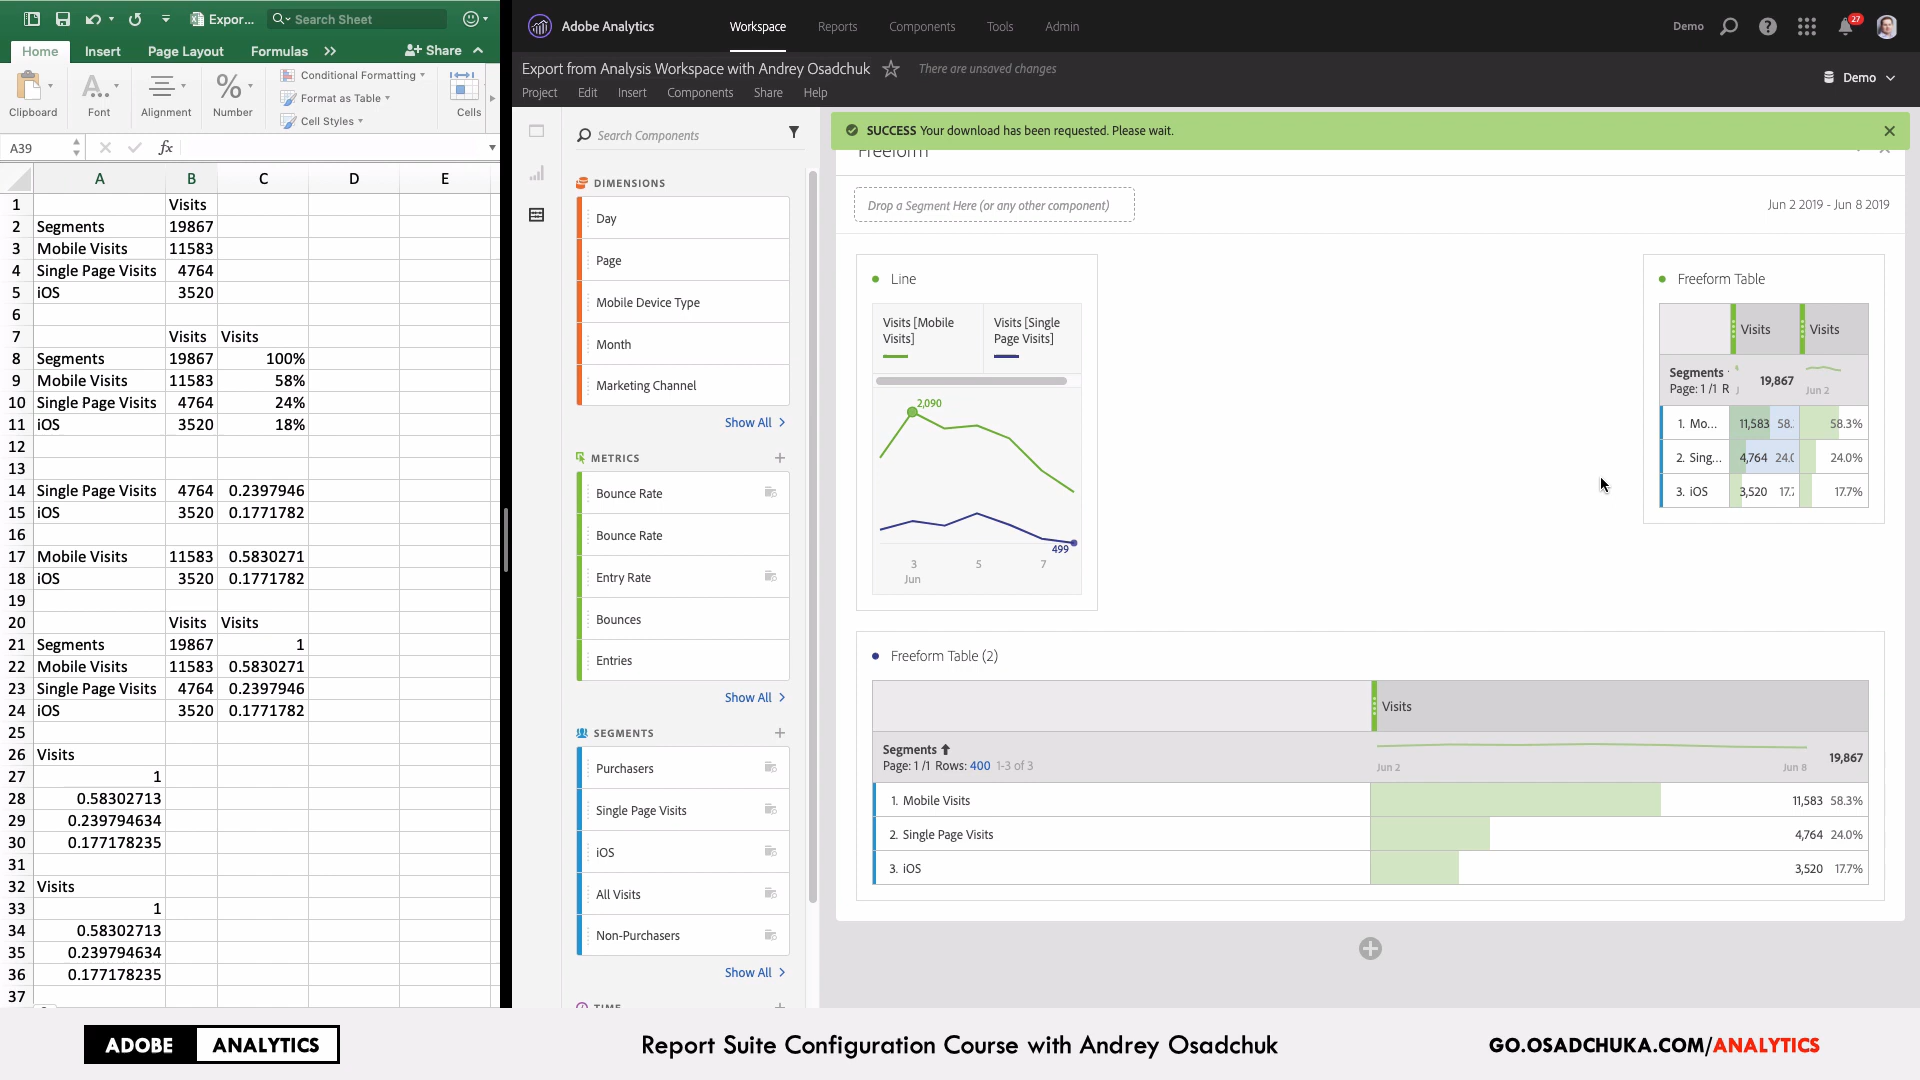 Expor...
Search Sheet
Home Insert Page Layout Formulas Share
Clipboard
Font
Alignment
Number
Conditional Formatting
Format as Table
Cell Styles
Cells
A39
fx
A B C D E
1 Visits
2 Segments 19867
3 Mobile Visits 11583
4 Single Page Visits 4764
5 iOS 3520
6
7 Visits Visits
8 Segments 19867 100%
9 Mobile Visits 11583 58%
10 Single Page Visits 4764 24%
11 iOS 3520 18%
12
13
14 Single Page Visits 4764 0.2397946
15 iOS 3520 0.1771782
16
17 Mobile Visits 11583 0.5830271
18 iOS 3520 0.1771782
19
20 Visits Visits
21 Segments 19867 1
22 Mobile Visits 11583 0.5830271
23 Single Page Visits 4764 0.2397946
24 iOS 3520 0.1771782
25
26 Visits
27 1
28 0.58302713
29 0.239794634
30 0.177178235
31
32 Visits
33 1
34 0.58302713
35 0.239794634
36 0.177178235
37
Adobe Analytics Workspace Reports Components Tools Admin Demo 27
Export from Analysis Workspace with Andrey Osadchuk There are unsaved changes
Project Edit Insert Components Share Help
Demo
Search Components
DIMENSIONS
Day
Page
Mobile Device Type
Month
Marketing Channel
Show All
METRICS
Bounce Rate
Bounce Rate
Entry Rate
Bounces
Entries
Show All
SEGMENTS
Purchasers
Single Page Visits
iOS
All Visits
Non-Purchasers
Show All
TIME
SUCCESS Your download has been requested. Please wait.
Freeform
Drop a Segment Here (or any other component)
Jun 2 2019 - Jun 8 2019
Line
Visits [Mobile Visits]
Visits [Single Page Visits]
2,090
499
3 5 7
Jun
Freeform Table
Visits Visits
Segments
Page: 1 /1 R J 19,867 Jun 2
1. Mo... 11,583 58. 58.3%
2. Sing... 4,764 24.0 24.0%
3. iOS 3,520 17.7 17.7%
Freeform Table (2)
Visits
Segments
Page: 1 /1 Rows: 400 1-3 of 3
Jun 2 Jun 8 19,867
1. Mobile Visits 11,583 58.3%
2. Single Page Visits 4,764 24.0%
3. iOS 3,520 17.7%
ADOBE ANALYTICS
Report Suite Configuration Course with Andrey Osadchuk
GO.OSADCHUKA.COM/ANALYTICS